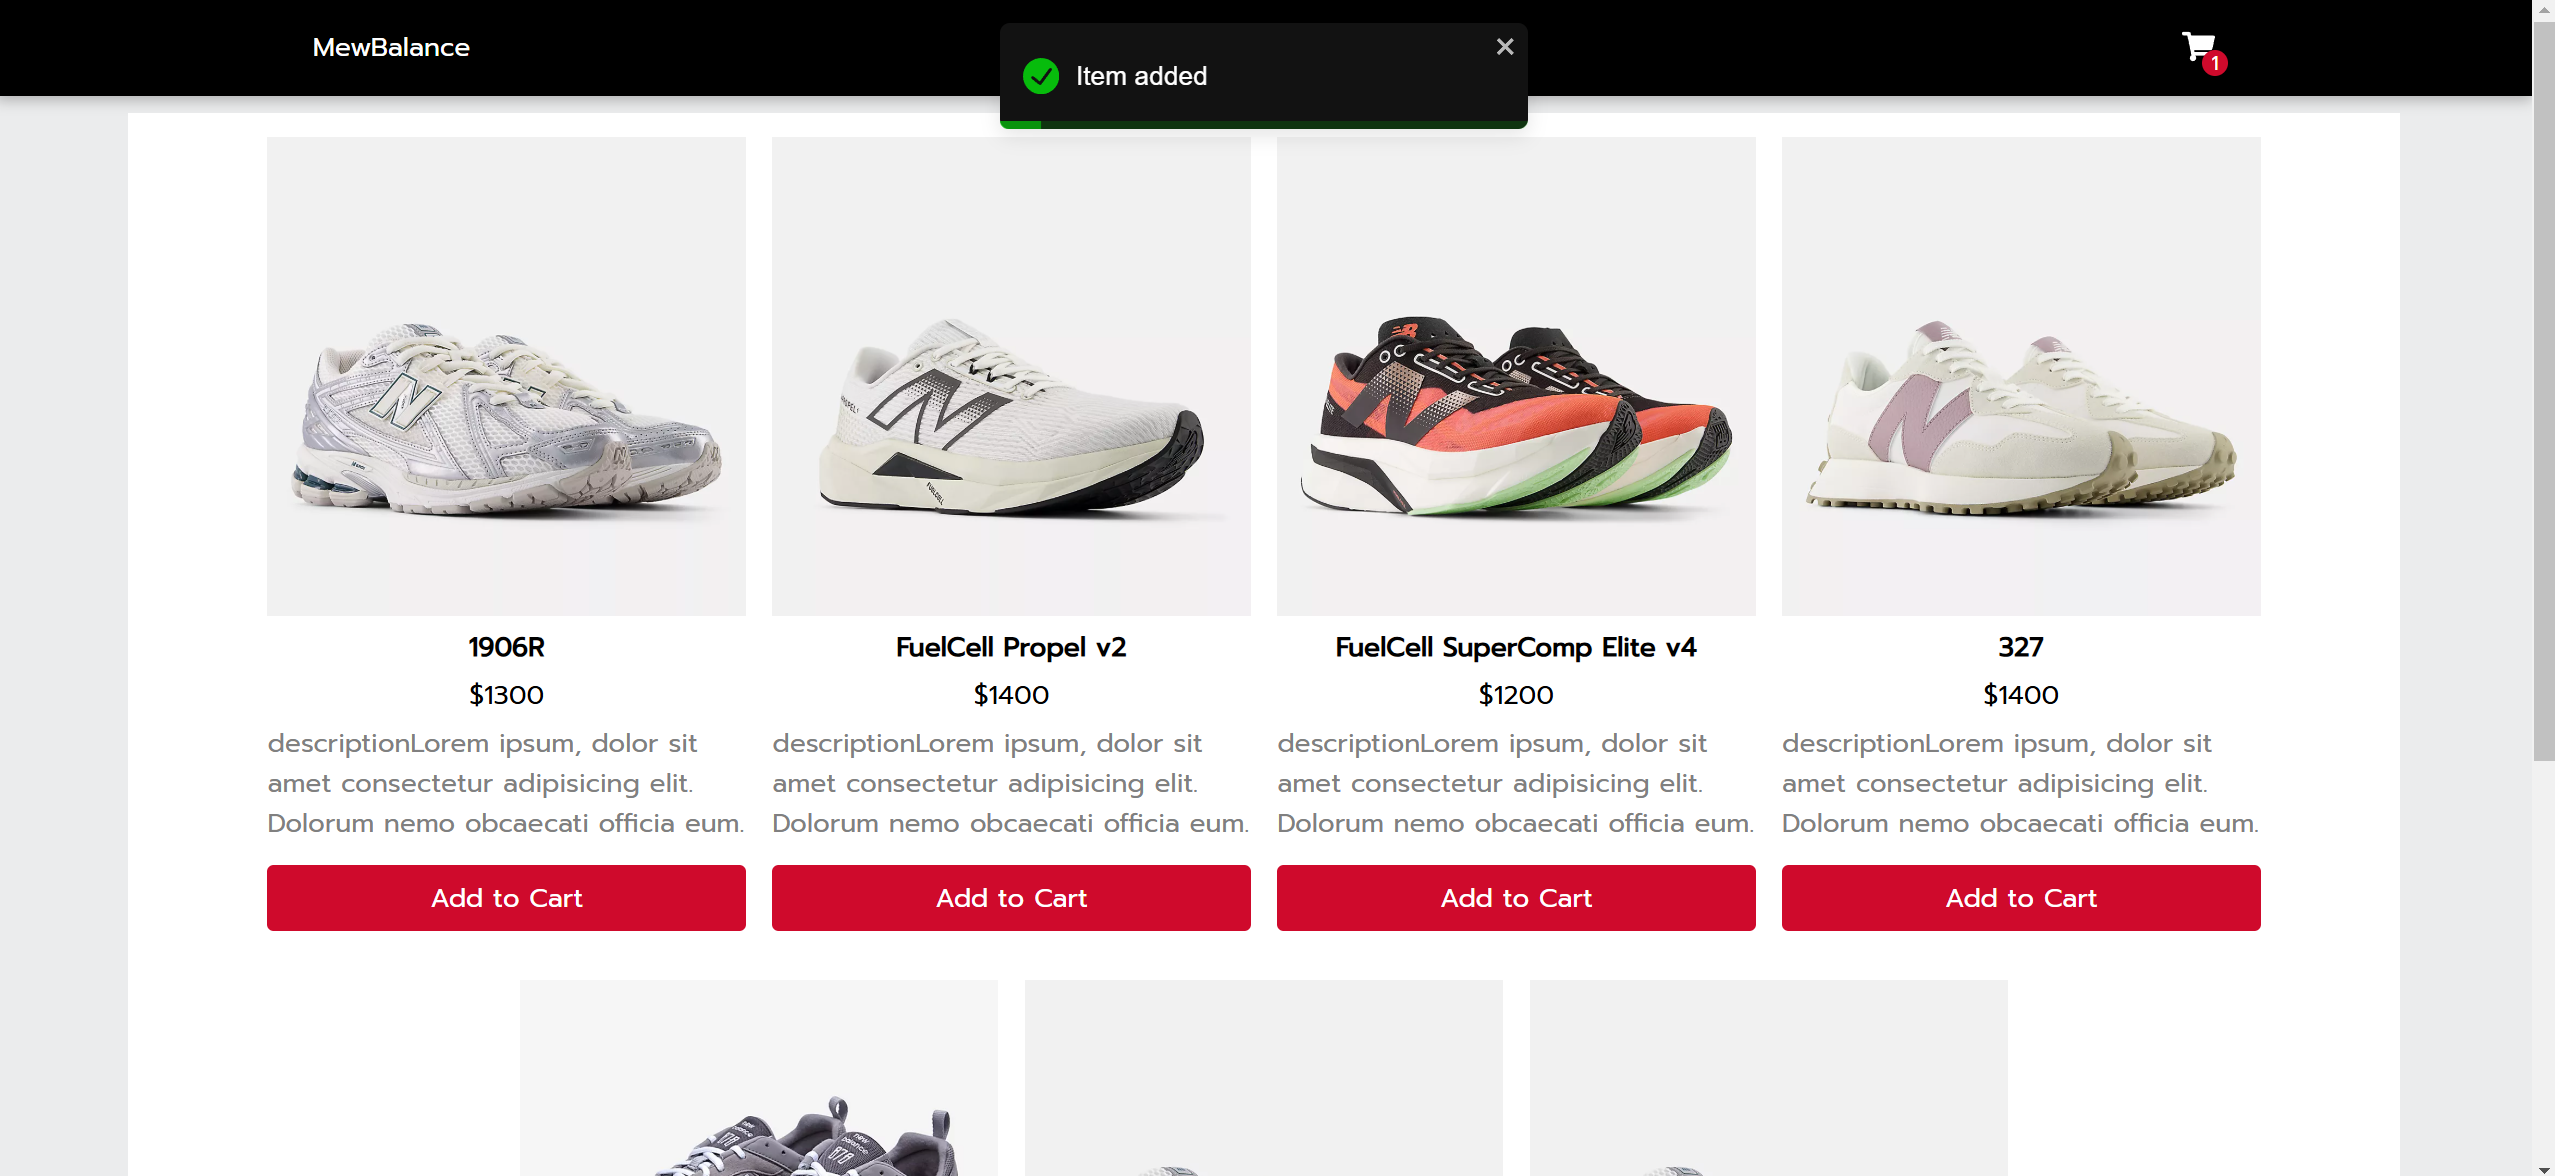 MewBalance
Item added
1
1906R
$1300
descriptionLorem ipsum, dolor sit
amet consectetur adipisicing elit.
Dolorum nemo obcaecati officia eum.
Add to Cart
FuelCell Propel v2
$1400
descriptionLorem ipsum, dolor sit
amet consectetur adipisicing elit.
Dolorum nemo obcaecati officia eum.
Add to Cart
FuelCell SuperComp Elite v4
$1200
descriptionLorem ipsum, dolor sit
amet consectetur adipisicing elit.
Dolorum nemo obcaecati officia eum.
Add to Cart
327
$1400
descriptionLorem ipsum, dolor sit
amet consectetur adipisicing elit.
Dolorum nemo obcaecati officia eum.
Add to Cart